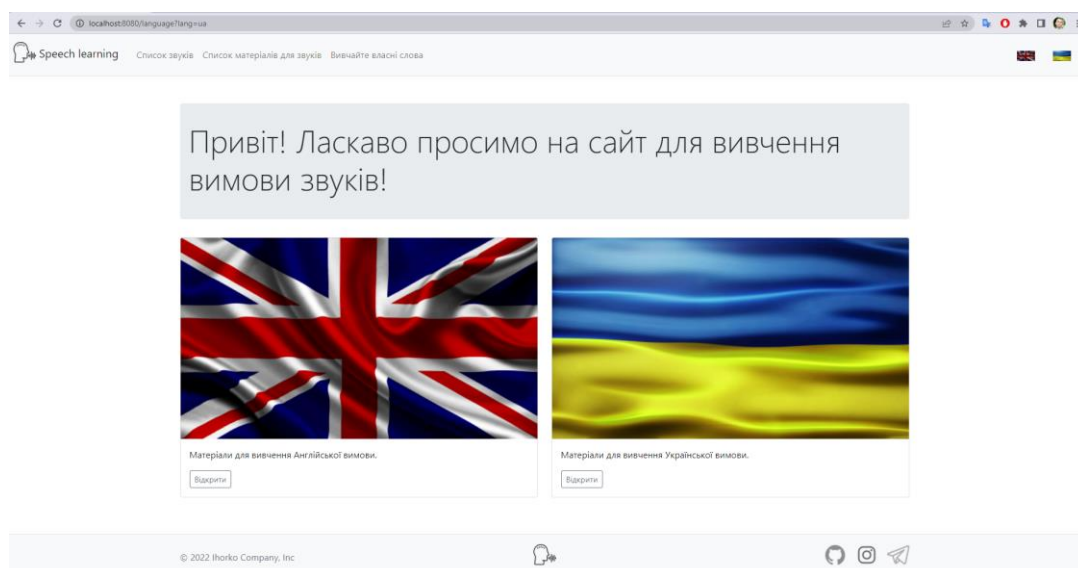 localhost:8080/language?lang=ua
Speech learning Список звуків Список матеріалів для звуків Вивчайте власні слова
Привіт! Ласкаво просимо на сайт для вивчення
вимови звуків!
Матеріали для вивчення Англійської вимови.
Матеріали для вивчення Української вимови.
Відкрити
Відкрити
© 2022 Ihorko Company, Inc